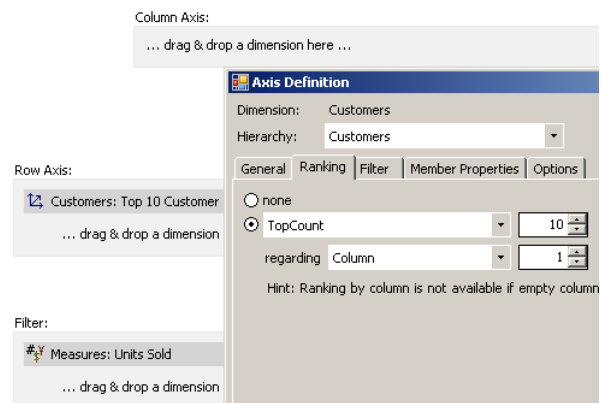 Column Axis:
... drag & drop a dimension here ...
Axis Definition
Dimension: Customers
Hierarchy: Customers
General Ranking Filter Member Properties Options
Row Axis:
Customers: Top 10 Customer
... drag & drop a dimension
none
TopCount 10
regarding Column 1
Hint: Ranking by column is not available if empty column
Filter:
Measures: Units Sold
... drag & drop a dimension